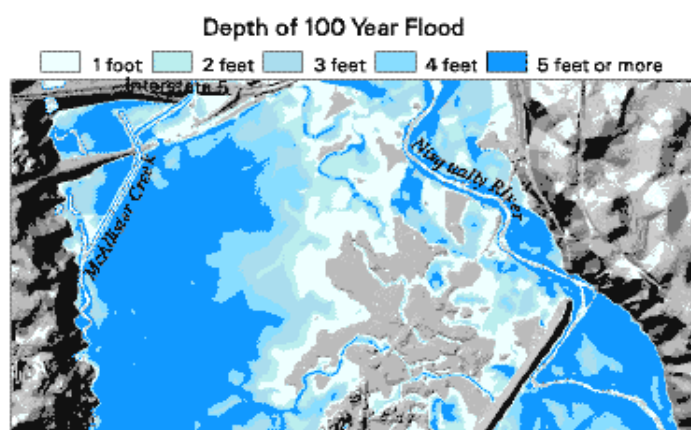 Depth of 100 Year Flood
1 foot 2 feet 3 feet 4 feet 5 feet or more
Interstate 5
Nisqually River
McAllister Creek